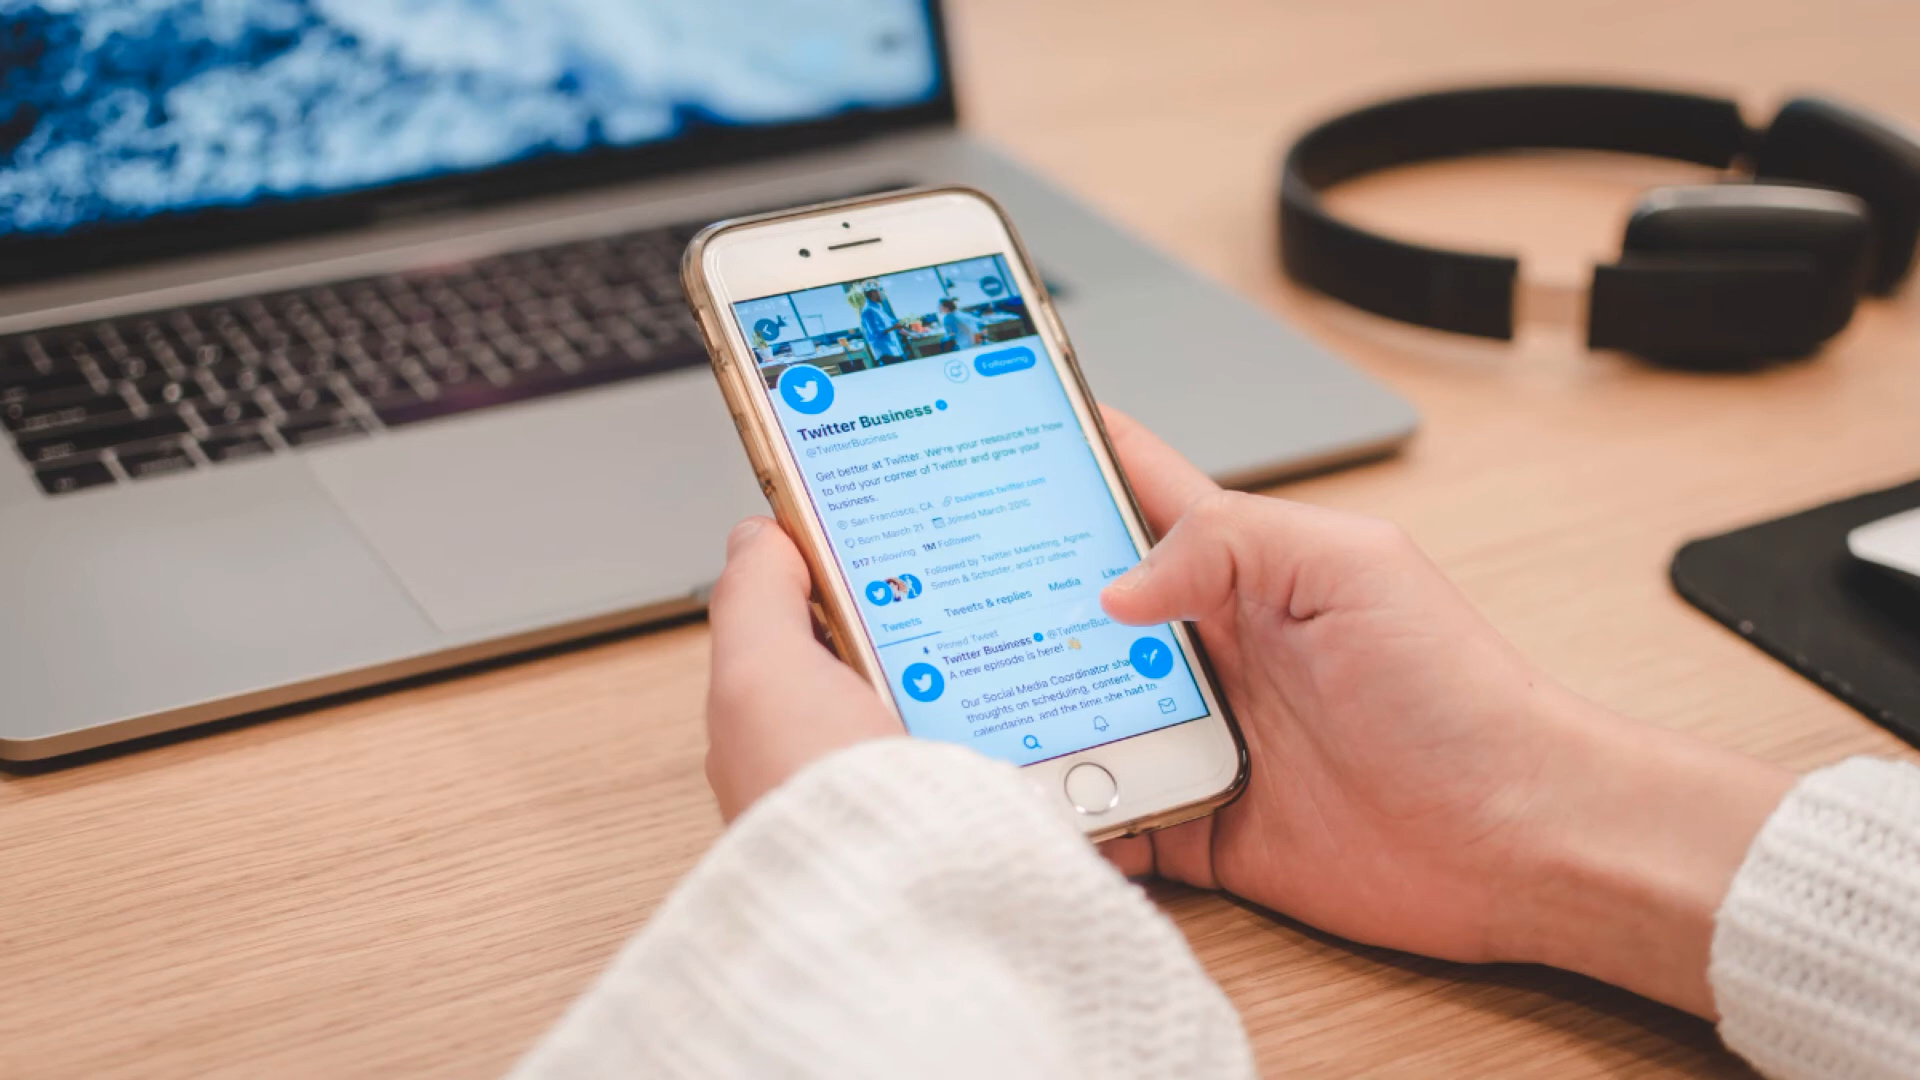 Following
Twitter Business
@TwitterBusiness
Get better at Twitter. We're your resource for how
to find your corner of Twitter and grow your
business.
San Francisco, CA business.twitter.com
Born March 21 Joined March 2010
517 Following 1M Followers
Followed by Twitter Marketing, Agnes,
Simon & Schuster, and 27 others
Tweets Tweets & replies Media Likes
Pinned Tweet
Twitter Business @TwitterBus
A new episode is here! 👋
Our Social Media Coordinator sha
thoughts on scheduling, content-
calendaring, and the time she had to